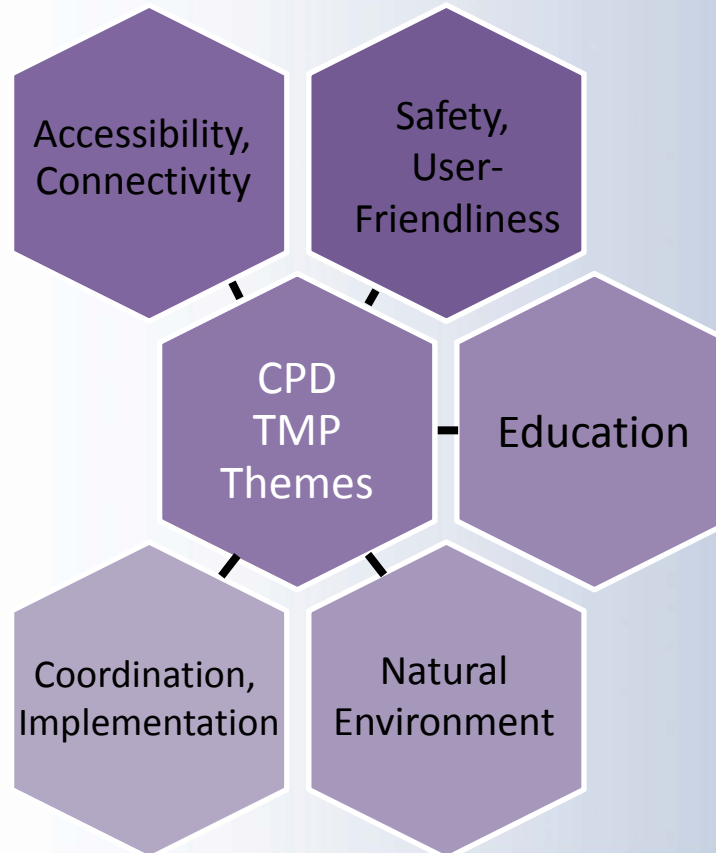 Accessibility,
Connectivity
Safety,
User-
Friendliness
CPD
TMP
Themes
Education
Coordination,
Implementation
Natural
Environment